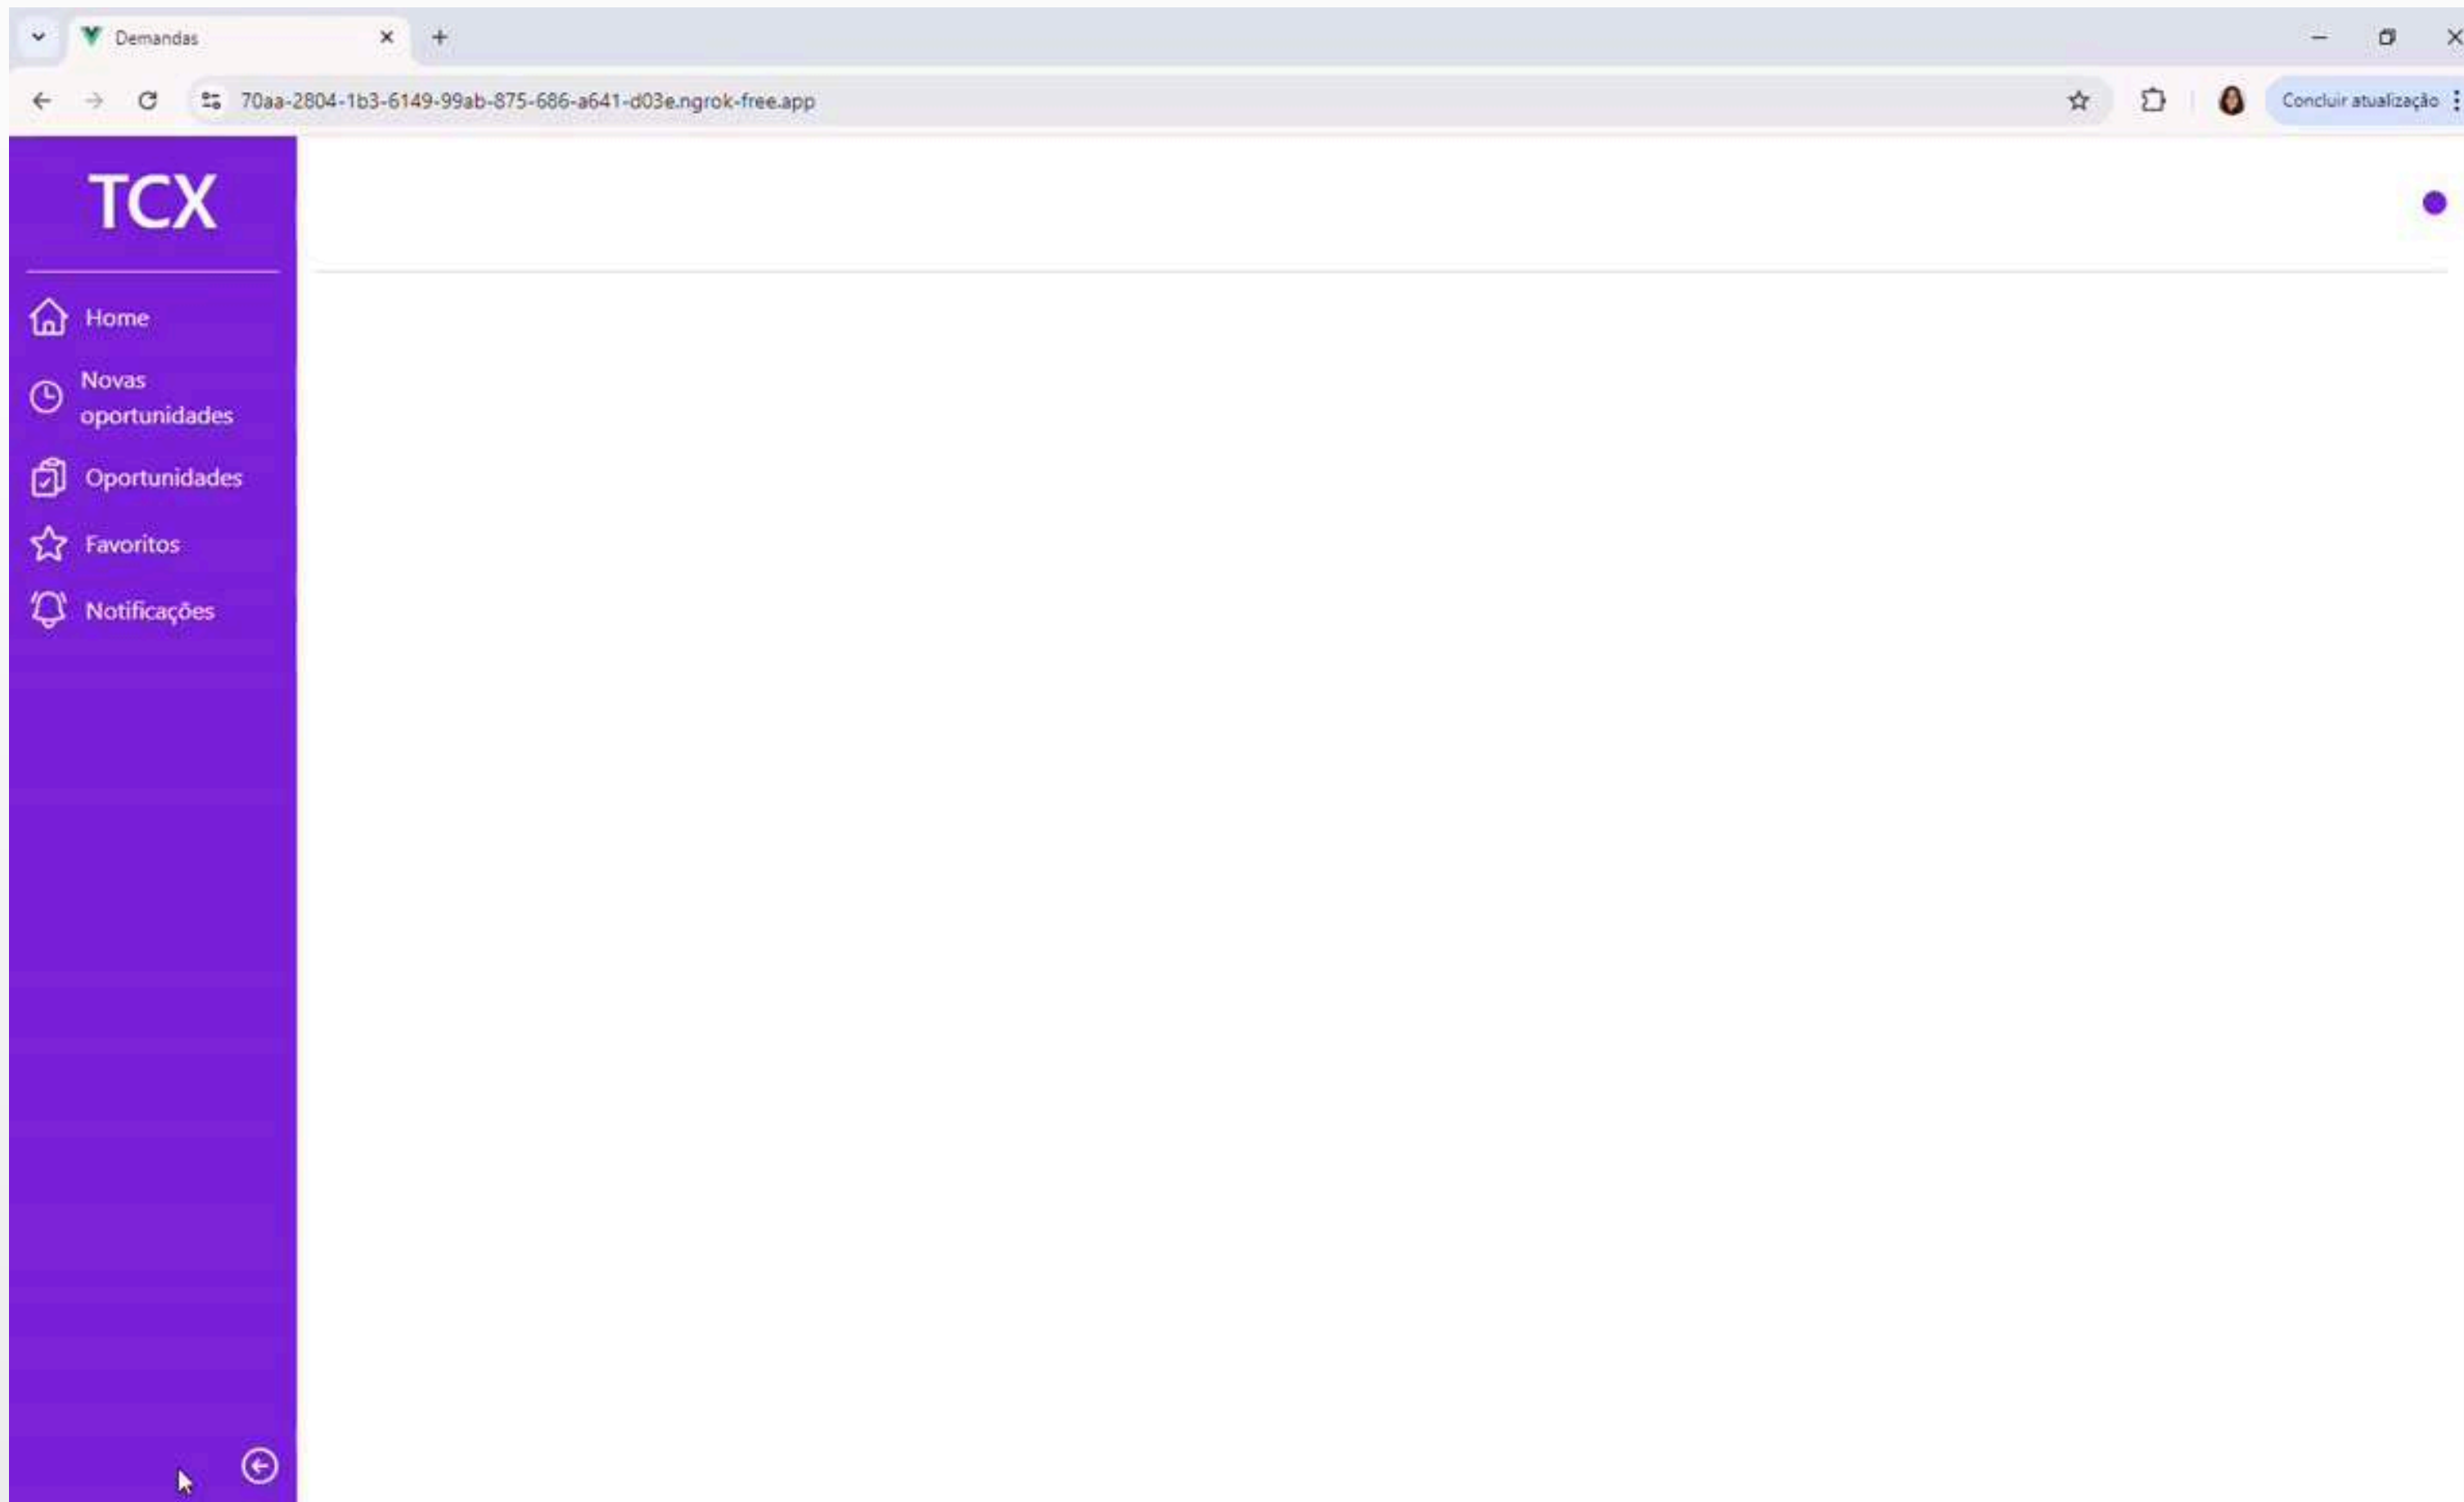 Demandas
70aa-2804-1b3-6149-99ab-875-686-a641-d03e.ngrok-free.app
Concluir atualização
TCX
Home
Novas
oportunidades
Oportunidades
Favoritos
Notificações